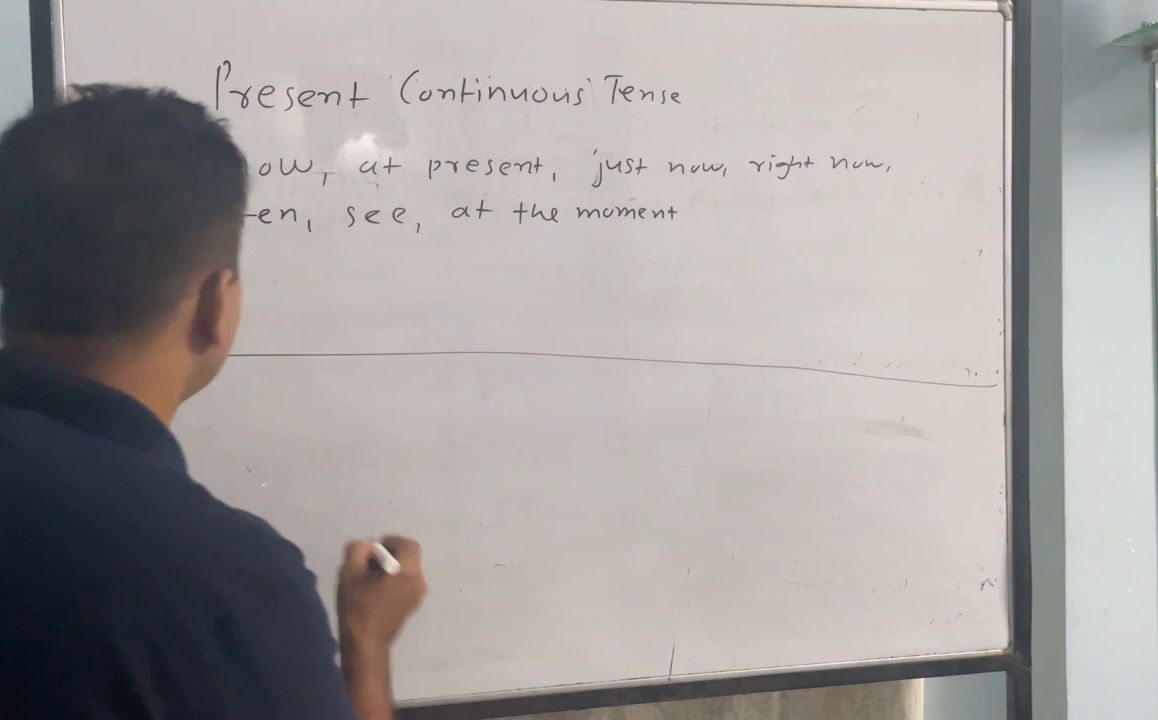 Present Continuous Tense
ow, at present, just now, right now,
en, see, at the moment